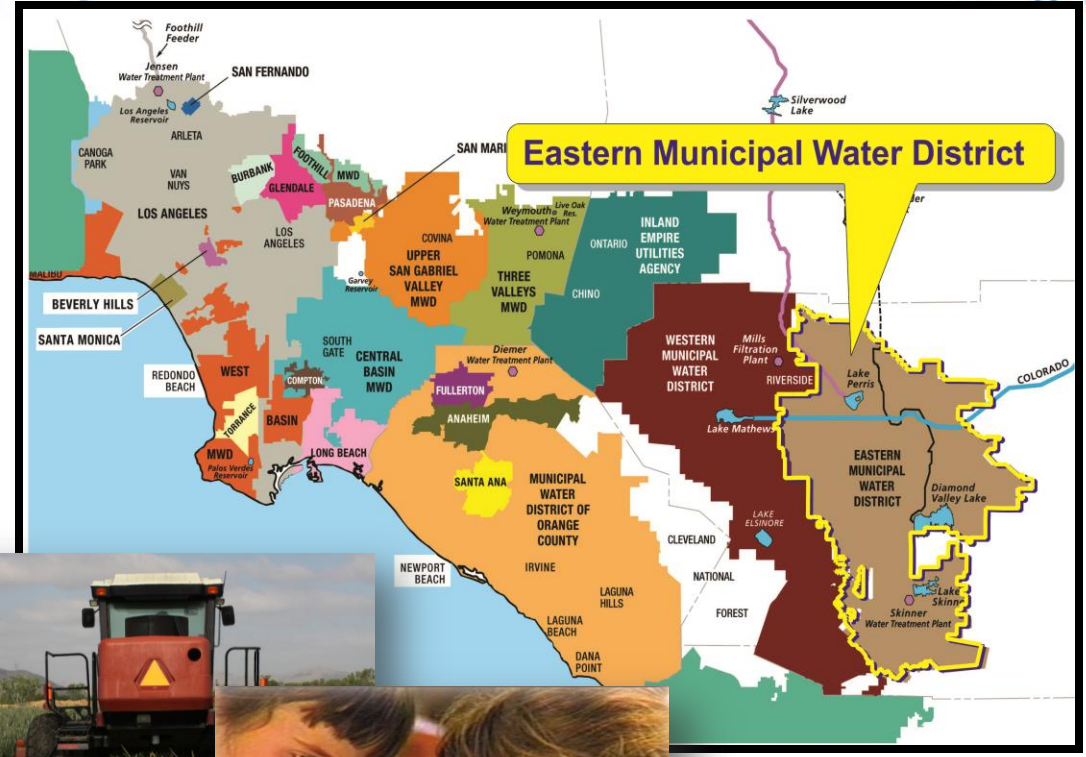 Foothill
Feeder
Jensen
Water Treatment Plant
SAN FERNANDO
Los Angeles
Reservoir
ARLETA
Silverwood
Lake
CANOGA
PARK
VAN
NUYS
BURBANK
FOOTHILL
MWD
GLENDALE
PASADENA
SAN MARI
Eastern Municipal Water District
LOS ANGELES
LOS
ANGELES
COVINA
UPPER
SAN GABRIEL
VALLEY
MWD
Weymouth
Water Treatment Plant
Live Oak
Res.
POMONA
THREE
VALLEYS
MWD
ONTARIO
INLAND
EMPIRE
UTILITIES
AGENCY
CHINO
MALIBU
Garvey
Reservoir
BEVERLY HILLS
SANTA MONICA
SOUTH
GATE
CENTRAL
BASIN
MWD
Diemer
Water Treatment Plant
WESTERN
MUNICIPAL
WATER
DISTRICT
Mills
Filtration
Plant
RIVERSIDE
Lake
Perris
COLORADO
REDONDO
BEACH
WEST
COMPTON
FULLERTON
ANAHEIM
TORRANCE
BASIN
LONG BEACH
MWD
Palos Verdes
Reservoir
Lake Mathews
EASTERN
MUNICIPAL
WATER
DISTRICT
Diamond
Valley Lake
SANTA ANA
MUNICIPAL
WATER
DISTRICT OF
ORANGE
COUNTY
LAKE
ELSINORE
CLEVELAND
NATIONAL
FOREST
NEWPORT
BEACH
IRVINE
LAGUNA
HILLS
LAGUNA
BEACH
DANA
POINT
Lake
Skinne
Skinner
Water Treatment Plant